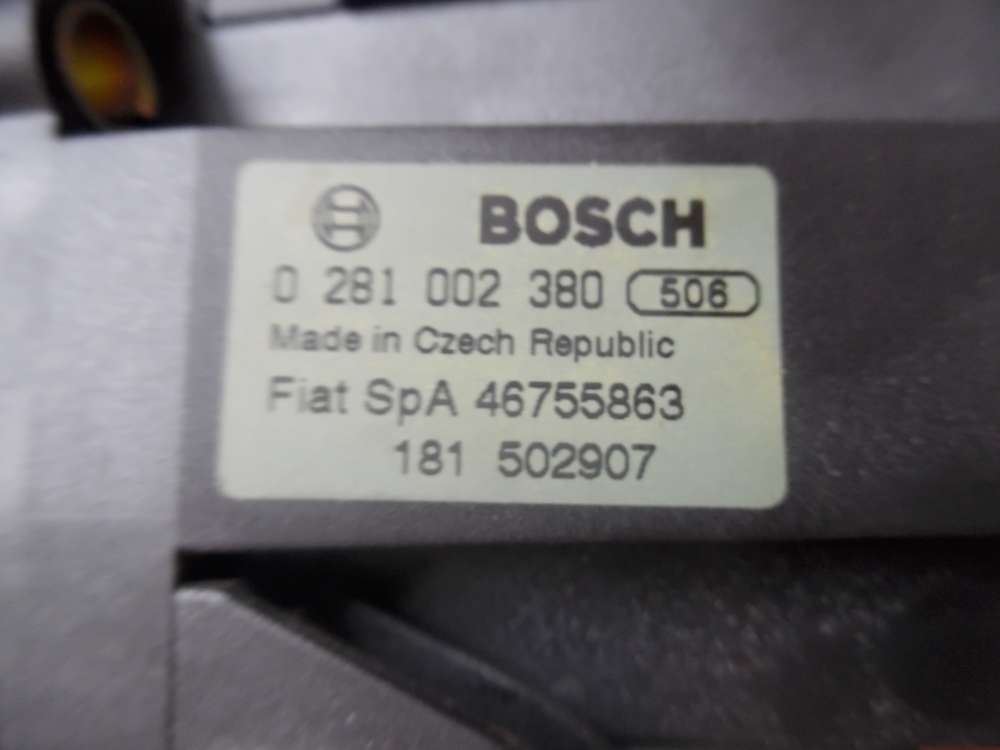 BOSCH
0 281 002 380 506
Made in Czech Republic
Fiat SpA 46755863
181 502907